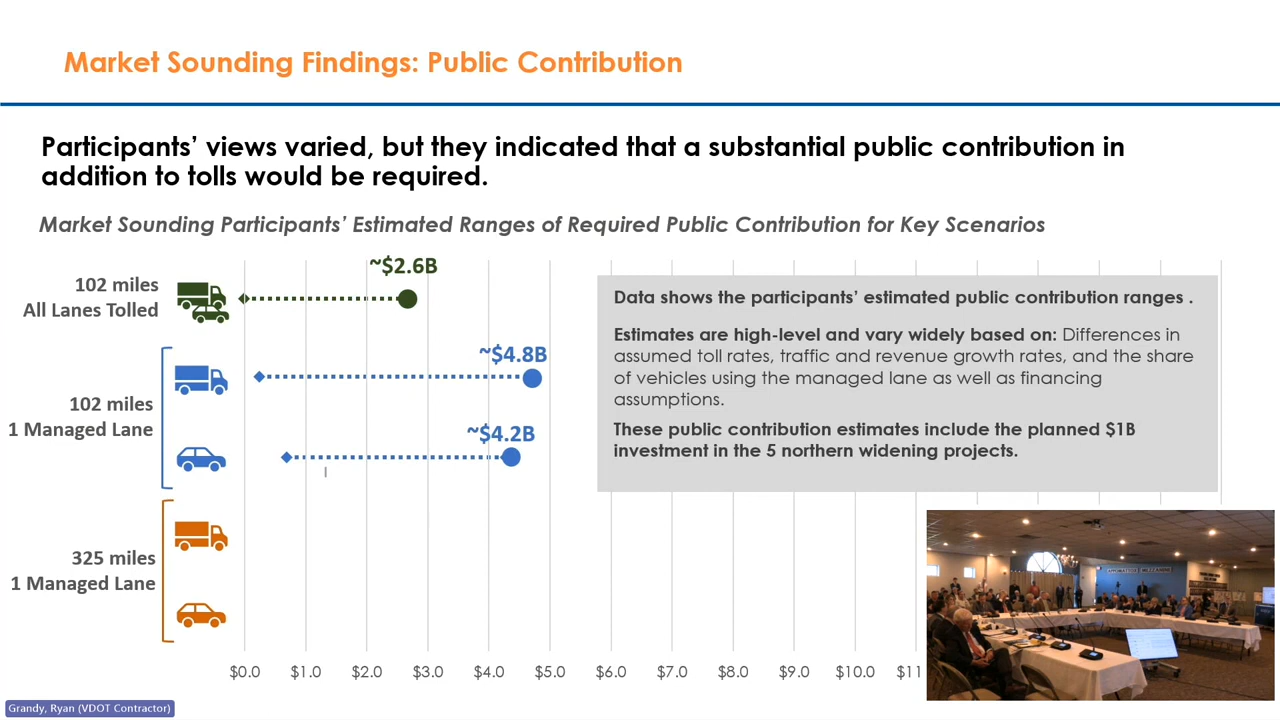 Market Sounding Findings: Public Contribution
Participants’ views varied, but they indicated that a substantial public contribution in
addition to tolls would be required.
Market Sounding Participants’ Estimated Ranges of Required Public Contribution for Key Scenarios
102 miles
All Lanes Tolled
~$2.6B
102 miles
1 Managed Lane
~$4.8B
~$4.2B
325 miles
1 Managed Lane
Data shows the participants’ estimated public contribution ranges .
Estimates are high-level and vary widely based on: Differences in
assumed toll rates, traffic and revenue growth rates, and the share
of vehicles using the managed lane as well as financing
assumptions.
These public contribution estimates include the planned $1B
investment in the 5 northern widening projects.
$0.0 $1.0 $2.0 $3.0 $4.0 $5.0 $6.0 $7.0 $8.0 $9.0 $10.0 $11
Grandy, Ryan (VDOT Contractor)